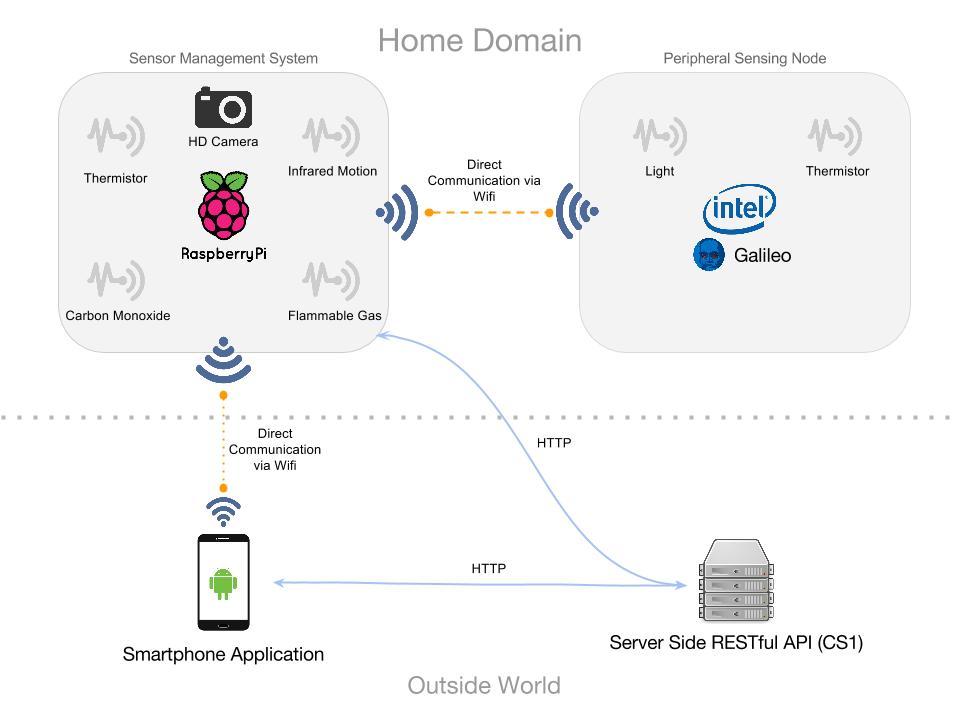 Home Domain
Sensor Management System
Peripheral Sensing Node
HD Camera
Thermistor
Infrared Motion
RaspberryPi
Carbon Monoxide
Flammable Gas
Direct
Communication via
Wifi
Light
Thermistor
intel
Galileo
Direct
Communication
via Wifi
HTTP
HTTP
Smartphone Application
Server Side RESTful API (CS1)
Outside World